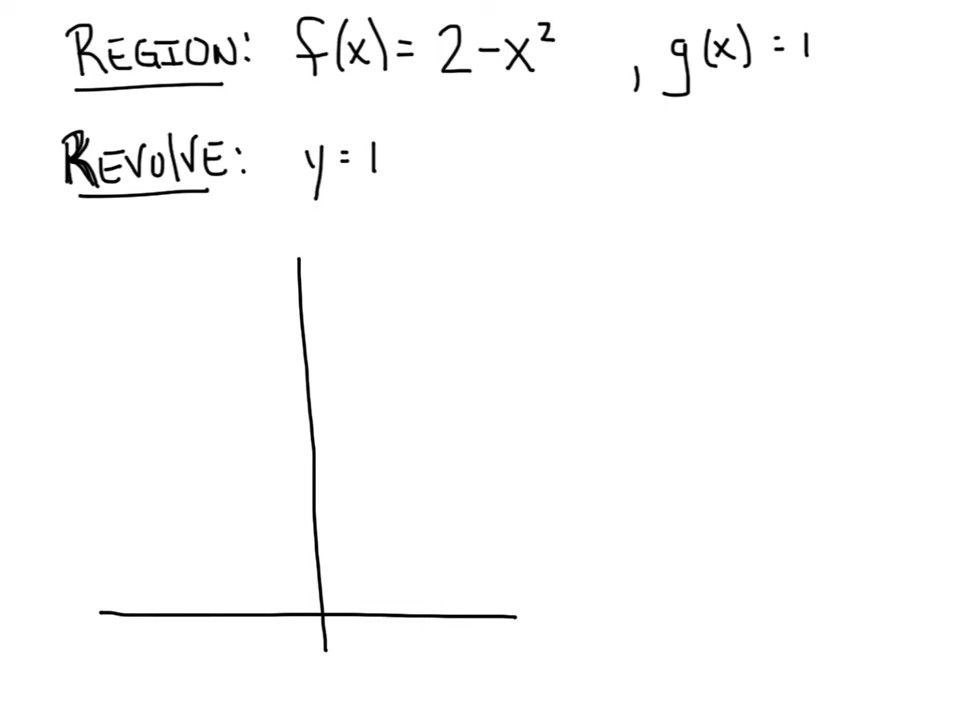 REGION: f(x) = 2 - x² , g(x) = 1
REVOLVE: y = 1